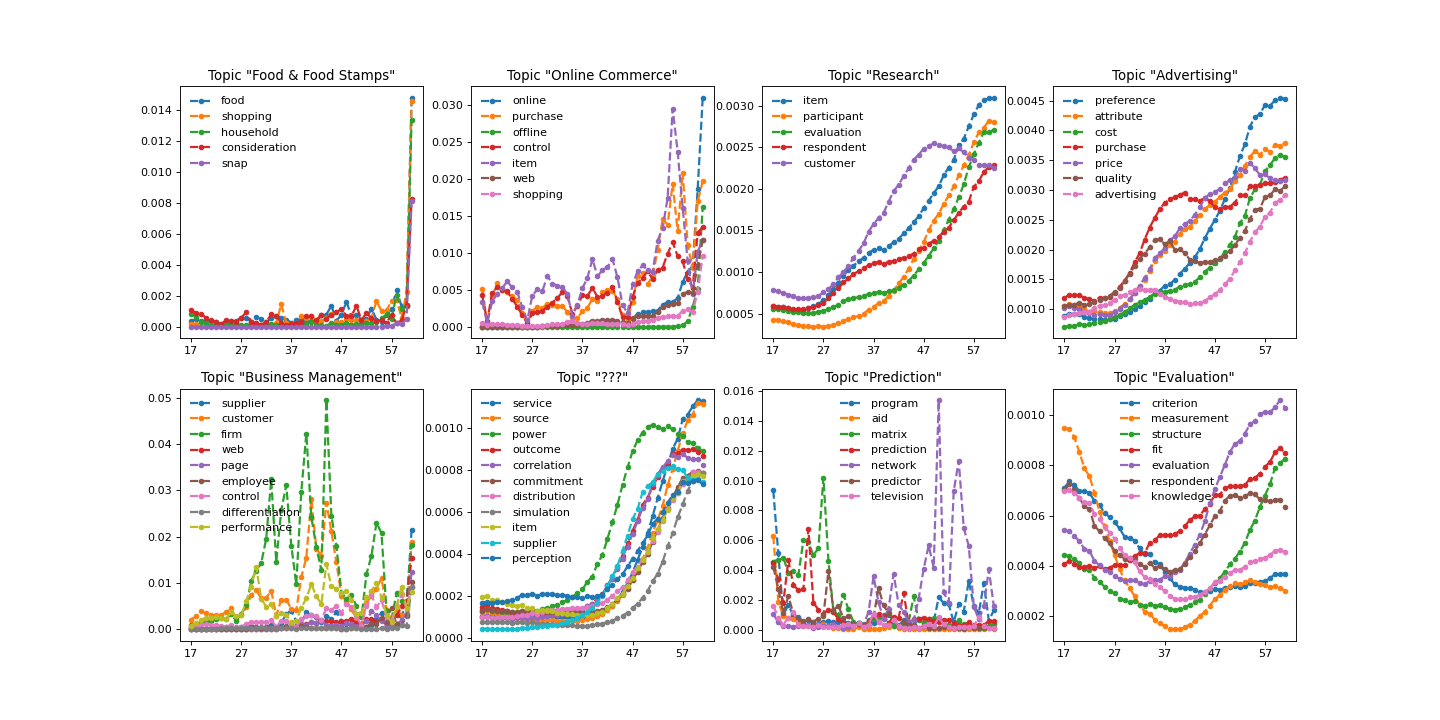 Topic "Food & Food Stamps"
food
shopping
household
consideration
snap
0.014
0.012
0.010
0.008
0.006
0.004
0.002
0.000
17 27 37 47 57
Topic "Online Commerce"
online
purchase
offline
control
item
web
shopping
0.030
0.025
0.020
0.015
0.010
0.005
0.000
17 27 37 47 57
Topic "Research"
item
participant
evaluation
respondent
customer
0.0030
0.0025
0.0020
0.0015
0.0010
0.0005
17 27 37 47 57
Topic "Advertising"
preference
attribute
cost
purchase
price
quality
advertising
0.0045
0.0040
0.0035
0.0030
0.0025
0.0020
0.0015
0.0010
17 27 37 47 57
Topic "Business Management"
supplier
customer
firm
web
page
employee
control
differentiation
performance
0.05
0.04
0.03
0.02
0.01
0.00
17 27 37 47 57
Topic "???"
service
source
power
outcome
correlation
commitment
distribution
simulation
item
supplier
perception
0.0010
0.0008
0.0006
0.0004
0.0002
0.0000
17 27 37 47 57
Topic "Prediction"
program
aid
matrix
prediction
network
predictor
television
0.016
0.014
0.012
0.010
0.008
0.006
0.004
0.002
0.000
17 27 37 47 57
Topic "Evaluation"
criterion
measurement
structure
fit
evaluation
respondent
knowledge
0.0010
0.0008
0.0006
0.0004
0.0002
17 27 37 47 57